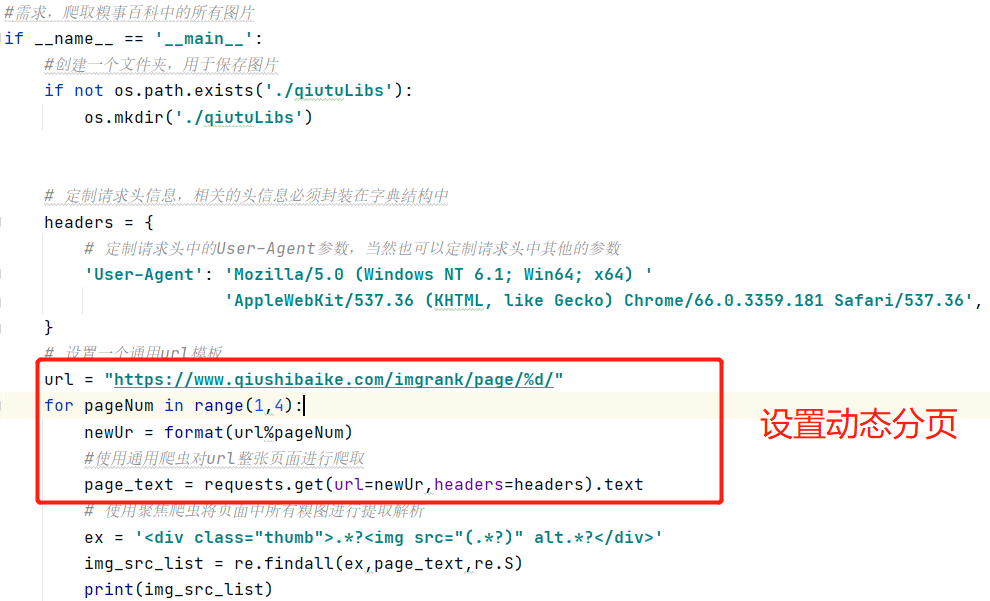 #需求，爬取糗事百科中的所有图片
if __name__ == '__main__':
    #创建一个文件夹，用于保存图片
    if not os.path.exists('./qiutuLibs'):
        os.mkdir('./qiutuLibs')
    # 定制请求头信息，相关的头信息必须封装在字典结构中
    headers = {
        # 定制请求头中的User-Agent参数，当然也可以定制请求头中其他的参数
        'User-Agent': 'Mozilla/5.0 (Windows NT 6.1; Win64; x64) '
                      'AppleWebKit/537.36 (KHTML, like Gecko) Chrome/66.0.3359.181 Safari/537.36',
    }
    # 设置一个通用url模板
    url = "https://www.qiushibaike.com/imgrank/page/%d/"
    for pageNum in range(1,4):
        newUr = format(url%pageNum)
        #使用通用爬虫对url整张页面进行爬取
        page_text = requests.get(url=newUr,headers=headers).text
        # 使用聚焦爬虫将页面中所有糗图进行提取解析
        ex = '<div class="thumb">.*?<img src="(.*?)" alt.*?</div>'
        img_src_list = re.findall(ex,page_text,re.S)
        print(img_src_list)
设置动态分页